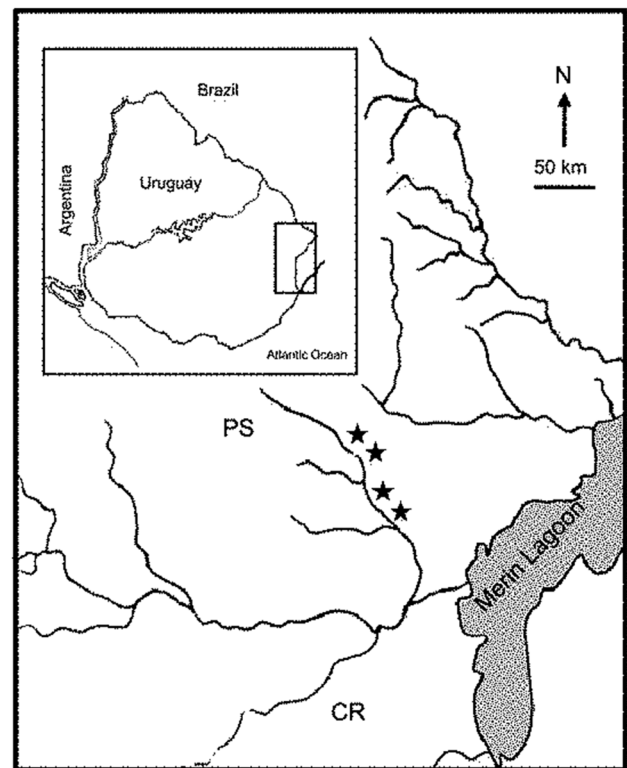 Brazil
N
50 km
Argentina
Uruguay
Atlantic Ocean
PS
Merin Lagoon
CR